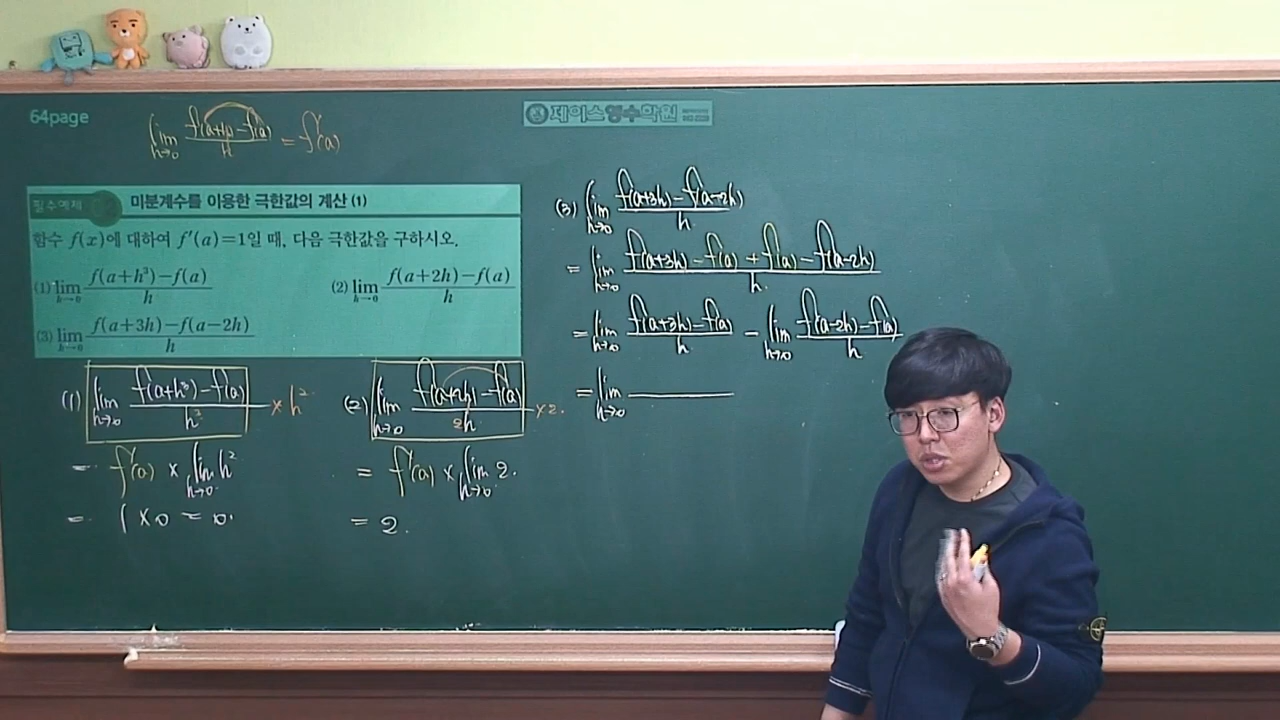 64page
lim h→0 f(a+h)-f(a) / h = f'(a)
제이스영수학원
필수예제 미분계수를 이용한 극한값의 계산 (1)
함수 f(x)에 대하여 f'(a)=1일 때, 다음 극한값을 구하시오.
(1) lim h→0 f(a+h³)-f(a) / h (2) lim h→0 f(a+2h)-f(a) / h
(3) lim h→0 f(a+3h)-f(a-2h) / h
(1) lim h→0 f(a+h³)-f(a) / h³ × h²
= f'(a) × lim h→0 h²
= 1 × 0 = 0.
(2) lim h→0 f(a+2h)-f(a) / 2h ×2.
= f'(a) × lim h→0 2.
= 2.
(3) lim h→0 f(a+3h)-f(a-2h) / h
= lim h→0 f(a+3h)-f(a)+f(a)-f(a-2h) / h.
= lim h→0 f(a+3h)-f(a) / h - lim h→0 f(a-2h)-f(a) / h
= lim h→0